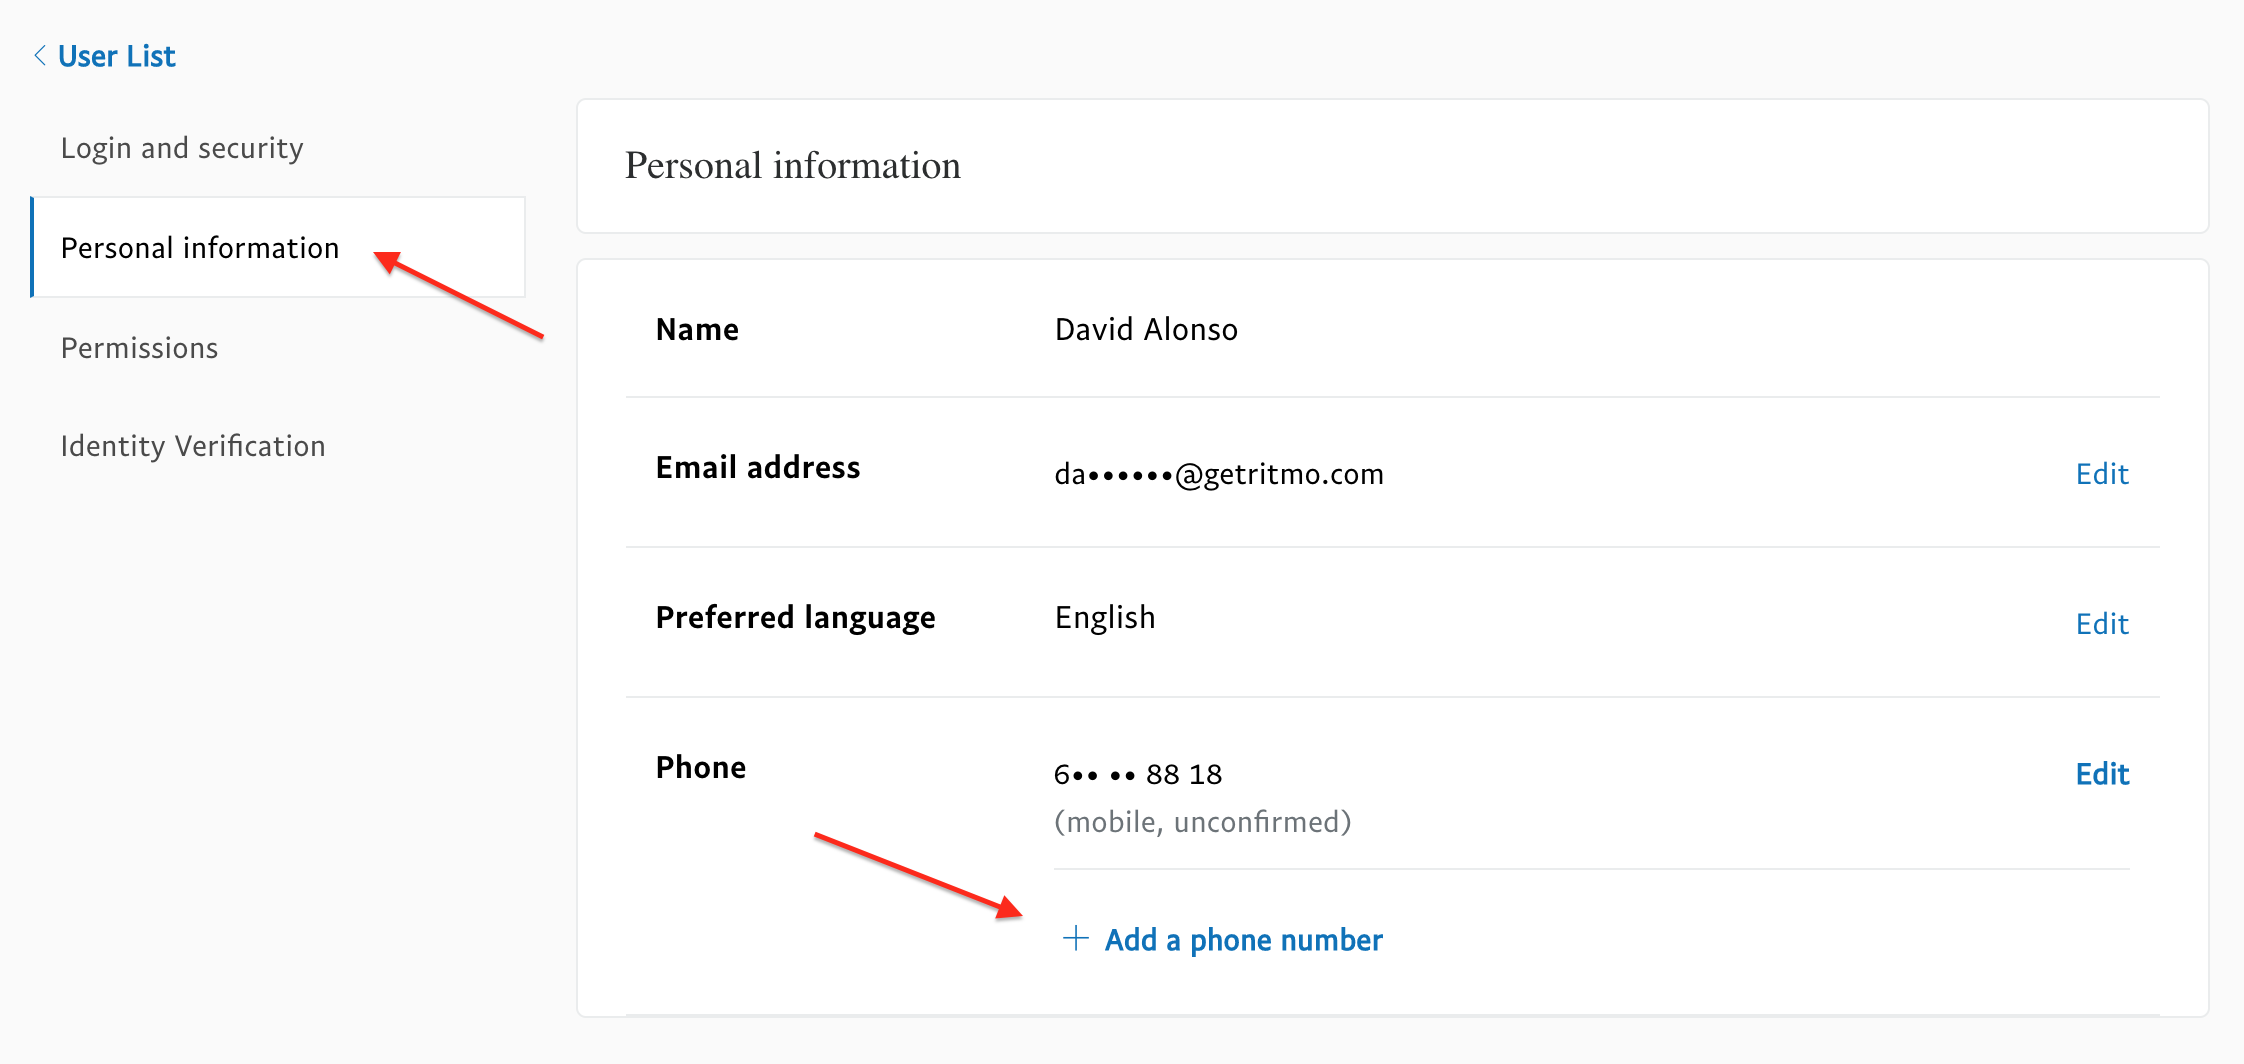 User List
Login and security
Personal information
Permissions
Identity Verification
Personal information
Name David Alonso
Email address da••••••@getritmo.com Edit
Preferred language English Edit
Phone 6•• •• 88 18 Edit
(mobile, unconfirmed)
+ Add a phone number